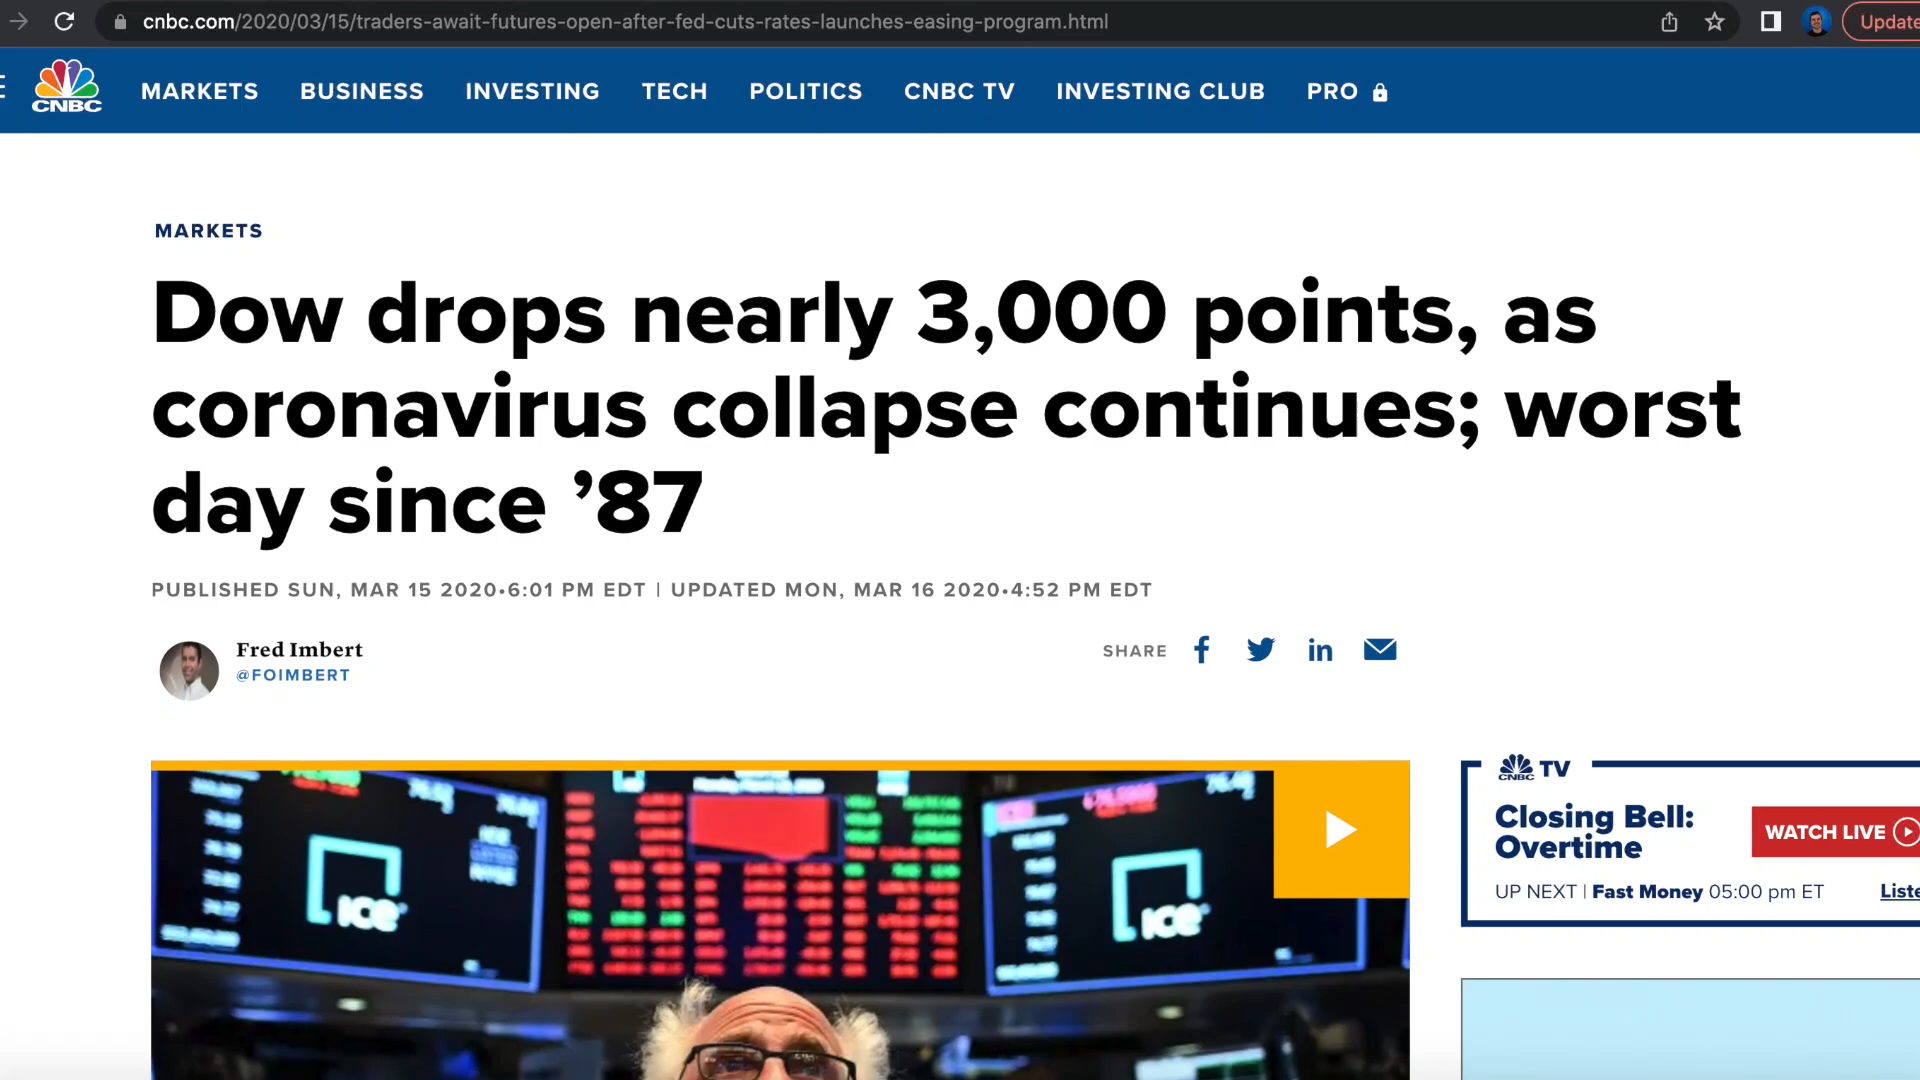 cnbc.com/2020/03/15/traders-await-futures-open-after-fed-cuts-rates-launches-easing-program.html
Update
CNBC
MARKETS
BUSINESS
INVESTING
TECH
POLITICS
CNBC TV
INVESTING CLUB
PRO
MARKETS
Dow drops nearly 3,000 points, as
coronavirus collapse continues; worst
day since ’87
PUBLISHED SUN, MAR 15 2020•6:01 PM EDT | UPDATED MON, MAR 16 2020•4:52 PM EDT
Fred Imbert
@FOIMBERT
SHARE
ICE
ICE
CNBC TV
Closing Bell:
Overtime
WATCH LIVE
UP NEXT | Fast Money 05:00 pm ET
Liste